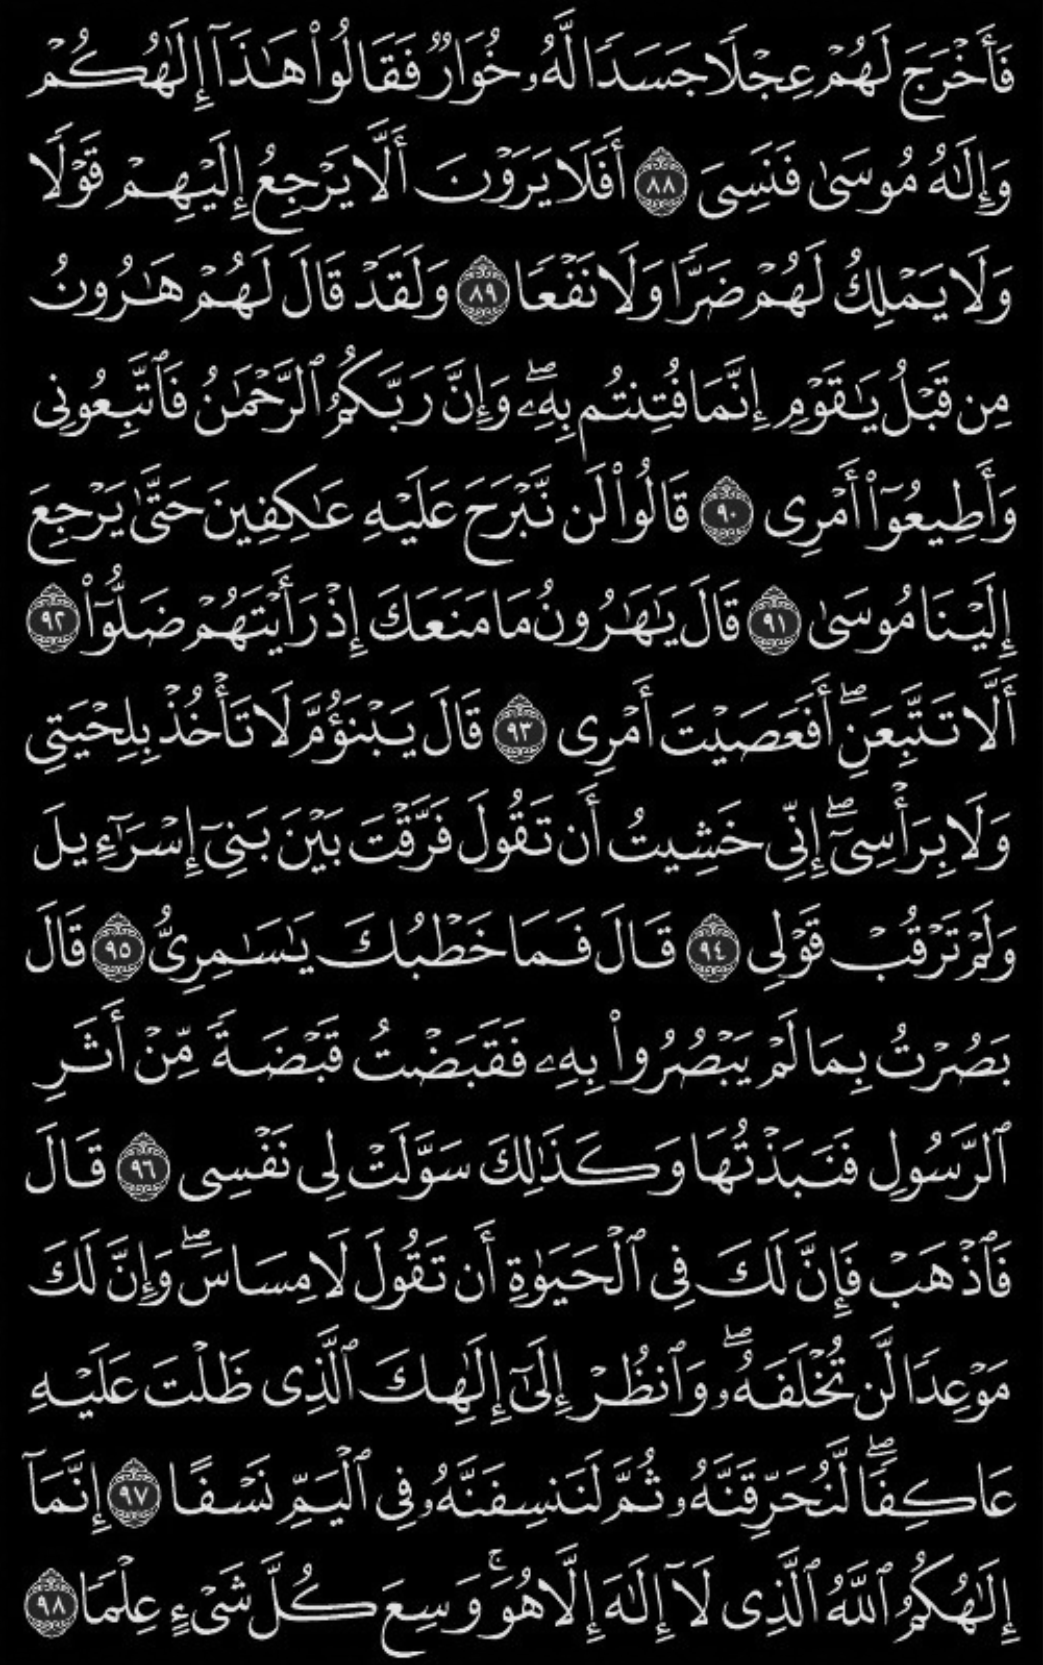 فَأَخْرَجَ لَهُمْ عِجْلًا جَسَدًا لَّهُۥ خُوَارٌ فَقَالُوا۟ هَـٰذَآ إِلَـٰهُكُمْ
وَإِلَـٰهُ مُوسَىٰ فَنَسِىَ ٨٨ أَفَلَا يَرَوْنَ أَلَّا يَرْجِعُ إِلَيْهِمْ قَوْلًا
وَلَا يَمْلِكُ لَهُمْ ضَرًّا وَلَا نَفْعًا ٨٩ وَلَقَدْ قَالَ لَهُمْ هَـٰرُونُ
مِن قَبْلُ يَـٰقَوْمِ إِنَّمَا فُتِنتُم بِهِۦ ۖ وَإِنَّ رَبَّكُمُ ٱلرَّحْمَـٰنُ فَٱتَّبِعُونِى
وَأَطِيعُوٓا۟ أَمْرِى ٩٠ قَالُوا۟ لَن نَّبْرَحَ عَلَيْهِ عَـٰكِفِينَ حَتَّىٰ يَرْجِعَ
إِلَيْنَا مُوسَىٰ ٩١ قَالَ يَـٰهَـٰرُونُ مَا مَنَعَكَ إِذْ رَأَيْتَهُمْ ضَلُّوٓا۟ ٩٢
أَلَّا تَتَّبِعَنِ ۖ أَفَعَصَيْتَ أَمْرِى ٩٣ قَالَ يَبْنَؤُمَّ لَا تَأْخُذْ بِلِحْيَتِى
وَلَا بِرَأْسِىٓ ۖ إِنِّى خَشِيتُ أَن تَقُولَ فَرَّقْتَ بَيْنَ بَنِىٓ إِسْرَٰٓءِيلَ
وَلَمْ تَرْقُبْ قَوْلِى ٩٤ قَالَ فَمَا خَطْبُكَ يَـٰسَـٰمِرِىُّ ٩٥ قَالَ
بَصُرْتُ بِمَا لَمْ يَبْصُرُوا۟ بِهِۦ فَقَبَضْتُ قَبْضَةً مِّنْ أَثَرِ
ٱلرَّسُولِ فَنَبَذْتُهَا وَكَذَٰلِكَ سَوَّلَتْ لِى نَفْسِى ٩٦ قَالَ
فَٱذْهَبْ فَإِنَّ لَكَ فِى ٱلْحَيَوٰةِ أَن تَقُولَ لَا مِسَاسَ ۖ وَإِنَّ لَكَ
مَوْعِدًا لَّن تُخْلَفَهُۥ ۖ وَٱنظُرْ إِلَىٰٓ إِلَـٰهِكَ ٱلَّذِى ظَلْتَ عَلَيْهِ
عَاكِفًا ۖ لَّنُحَرِّقَنَّهُۥ ثُمَّ لَنَنسِفَنَّهُۥ فِى ٱلْيَمِّ نَسْفًا ٩٧ إِنَّمَآ
إِلَـٰهُكُمُ ٱللَّهُ ٱلَّذِى لَآ إِلَـٰهَ إِلَّا هُوَ ۚ وَسِعَ كُلَّ شَىْءٍ عِلْمًا ٩٨